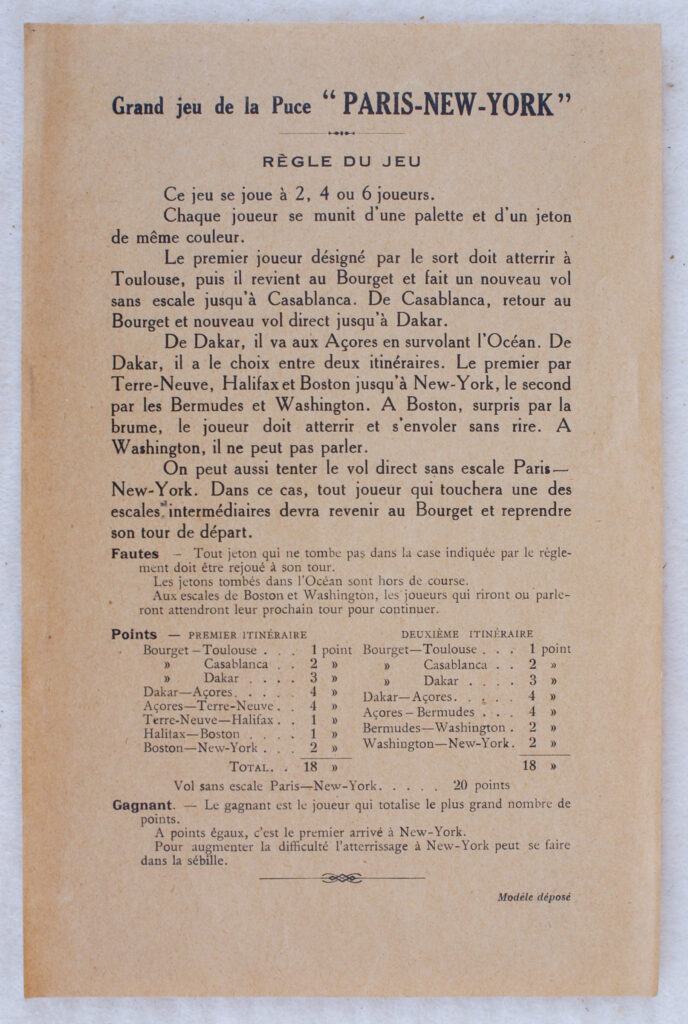 Grand jeu de la Puce “ PARIS-NEW-YORK ”
RÈGLE DU JEU
Ce jeu se joue à 2, 4 ou 6 joueurs.
Chaque joueur se munit d'une palette et d'un jeton
de même couleur.
Le premier joueur désigné par le sort doit atterrir à
Toulouse, puis il revient au Bourget et fait un nouveau vol
sans escale jusqu'à Casablanca. De Casablanca, retour au
Bourget et nouveau vol direct jusqu'à Dakar.
De Dakar, il va aux Açores en survolant l'Océan. De
Dakar, il a le choix entre deux itinéraires. Le premier par
Terre-Neuve, Halifax et Boston jusqu'à New-York, le second
par les Bermudes et Washington. A Boston, surpris par la
brume, le joueur doit atterrir et s'envoler sans rire. A
Washington, il ne peut pas parler.
On peut aussi tenter le vol direct sans escale Paris—
New-York. Dans ce cas, tout joueur qui touchera une des
escales intermédiaires devra revenir au Bourget et reprendre
son tour de départ.
Fautes — Tout jeton qui ne tombe pas dans la case indiquée par le règle-
ment doit être rejoué à son tour.
Les jetons tombés dans l'Océan sont hors de course.
Aux escales de Boston et Washington, les joueurs qui riront ou parle-
ront attendront leur prochain tour pour continuer.
Points — PREMIER ITINÉRAIRE
Bourget—Toulouse . . . 1 point
» Casablanca . . 2 »
» Dakar . . . . 3 »
Dakar—Açores. . . . . 4 »
Açores—Terre-Neuve . . 4 »
Terre-Neuve—Halifax . . 1 »
Halifax—Boston . . . . 1 »
Boston—New-York . . . 2 »
TOTAL. . 18 »
DEUXIÈME ITINÉRAIRE
Bourget—Toulouse . . . 1 point
» Casablanca . . 2 »
» Dakar . . . . 3 »
Dakar—Açores. . . . . 4 »
Açores—Bermudes . . . 4 »
Bermudes—Washington . 2 »
Washington—New-York. 2 »
18 »
Vol sans escale Paris—New-York. . . . . 20 points
Gagnant. — Le gagnant est le joueur qui totalise le plus grand nombre de
points.
A points égaux, c'est le premier arrivé à New-York.
Pour augmenter la difficulté l'atterrissage à New-York peut se faire
dans la sébille.
Modéle déposé